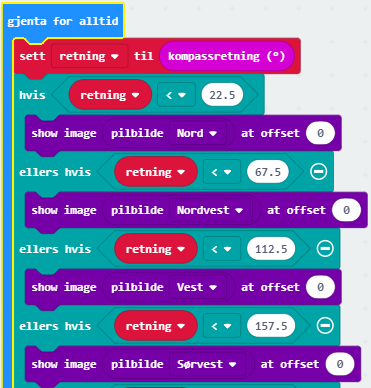 gjenta for alltid
sett retning til kompassretning (°)
hvis retning < 22.5
show image pilbilde Nord at offset 0
ellers hvis retning < 67.5
show image pilbilde Nordvest at offset 0
ellers hvis retning < 112.5
show image pilbilde Vest at offset 0
ellers hvis retning < 157.5
show image pilbilde Sørvest at offset 0